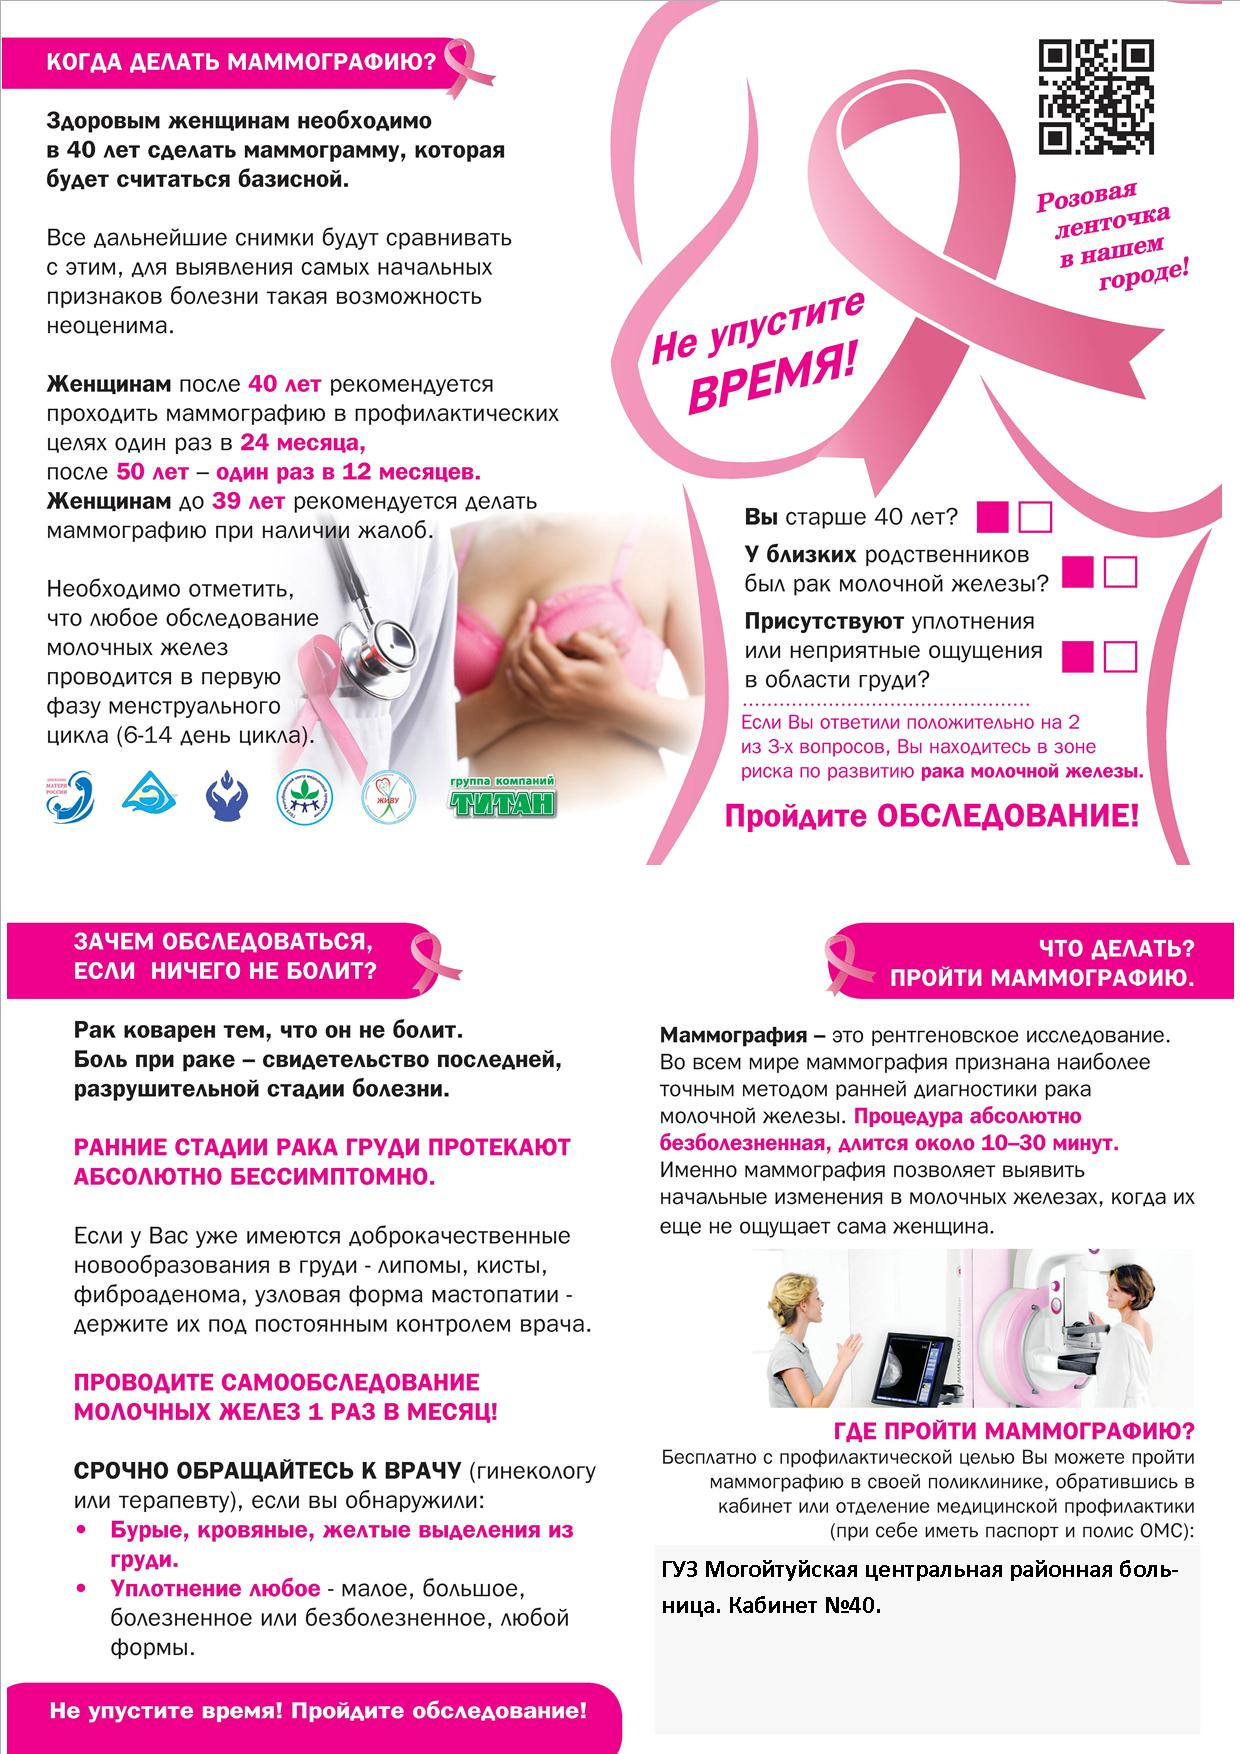 КОГДА ДЕЛАТЬ МАММОГРАФИЮ?
Здоровым женщинам необходимо
в 40 лет сделать маммограмму, которая
будет считаться базисной.
Все дальнейшие снимки будут сравнивать
с этим, для выявления самых начальных
признаков болезни такая возможность
неоценима.
Женщинам после 40 лет рекомендуется
проходить маммографию в профилактических
целях один раз в 24 месяца,
после 50 лет – один раз в 12 месяцев.
Женщинам до 39 лет рекомендуется делать
маммографию при наличии жалоб.
Необходимо отметить,
что любое обследование
молочных желез
проводится в первую
фазу менструального
цикла (6-14 день цикла).
МАТЕРИ
РОССИИ
ЖИВУ
группа компаний
ТИТАН
Розовая
ленточка
в нашем
городе!
Не упустите
ВРЕМЯ!
Вы старше 40 лет?
У близких родственников
был рак молочной железы?
Присутствуют уплотнения
или неприятные ощущения
в области груди?
Если Вы ответили положительно на 2
из 3-х вопросов, Вы находитесь в зоне
риска по развитию рака молочной железы.
Пройдите ОБСЛЕДОВАНИЕ!
ЗАЧЕМ ОБСЛЕДОВАТЬСЯ,
ЕСЛИ НИЧЕГО НЕ БОЛИТ?
Рак коварен тем, что он не болит.
Боль при раке – свидетельство последней,
разрушительной стадии болезни.
РАННИЕ СТАДИИ РАКА ГРУДИ ПРОТЕКАЮТ
АБСОЛЮТНО БЕССИМПТОМНО.
Если у Вас уже имеются доброкачественные
новообразования в груди - липомы, кисты,
фиброаденома, узловая форма мастопатии -
держите их под постоянным контролем врача.
ПРОВОДИТЕ САМООБСЛЕДОВАНИЕ
МОЛОЧНЫХ ЖЕЛЕЗ 1 РАЗ В МЕСЯЦ!
СРОЧНО ОБРАЩАЙТЕСЬ К ВРАЧУ (гинекологу
или терапевту), если вы обнаружили:
• Бурые, кровяные, желтые выделения из
груди.
• Уплотнение любое - малое, большое,
болезненное или безболезненное, любой
формы.
Не упустите время! Пройдите обследование!
ЧТО ДЕЛАТЬ?
ПРОЙТИ МАММОГРАФИЮ.
Маммография – это рентгеновское исследование.
Во всем мире маммография признана наиболее
точным методом ранней диагностики рака
молочной железы. Процедура абсолютно
безболезненная, длится около 10–30 минут.
Именно маммография позволяет выявить
начальные изменения в молочных железах, когда их
еще не ощущает сама женщина.
ГДЕ ПРОЙТИ МАММОГРАФИЮ?
Бесплатно с профилактической целью Вы можете пройти
маммографию в своей поликлинике, обратившись в
кабинет или отделение медицинской профилактики
(при себе иметь паспорт и полис ОМС):
ГУЗ Могойтуйская центральная районная боль-
ница. Кабинет №40.